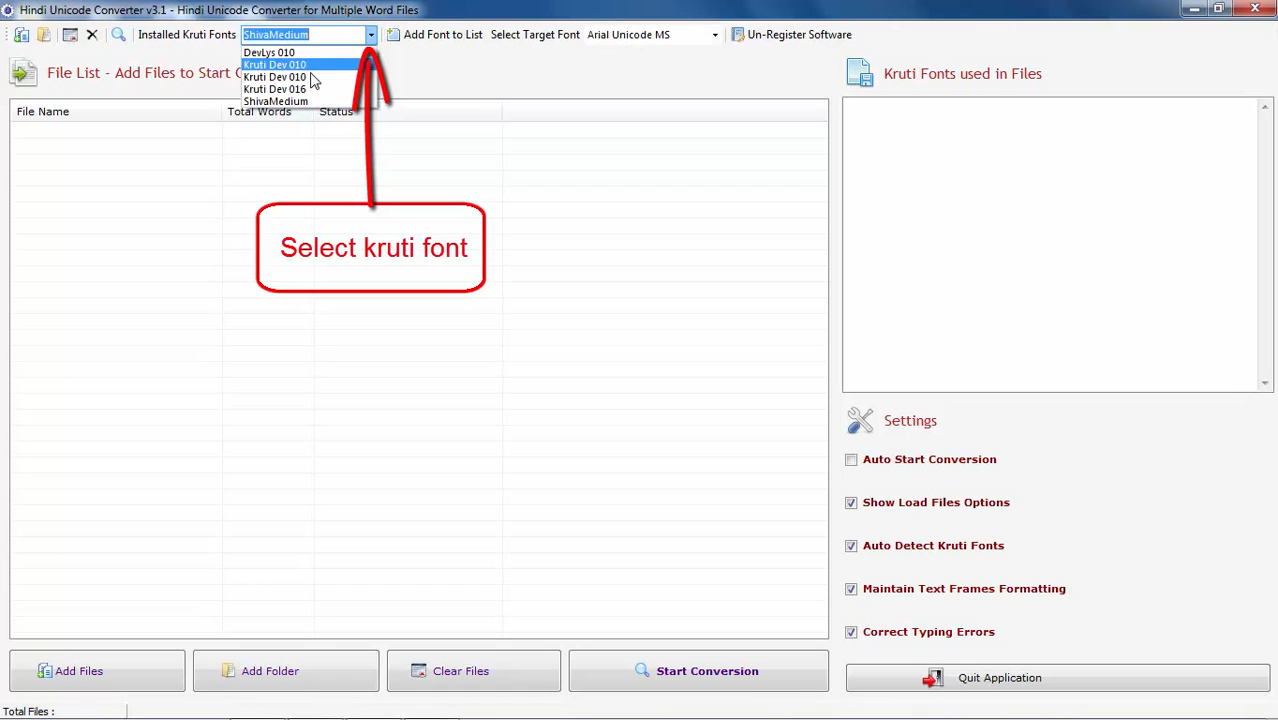 Hindi Unicode Converter v3.1 - Hindi Unicode Converter for Multiple Word Files
Installed Kruti Fonts ShivaMedium Add Font to List Select Target Font Arial Unicode MS Un-Register Software
DevLys 010
Kruti Dev 010
Kruti Dev 010
Kruti Dev 016
ShivaMedium
File List - Add Files to Start C
File Name Total Words Status
Select kruti font
Kruti Fonts used in Files
Settings
Auto Start Conversion
Show Load Files Options
Auto Detect Kruti Fonts
Maintain Text Frames Formatting
Correct Typing Errors
Add Files Add Folder Clear Files Start Conversion Quit Application
Total Files :